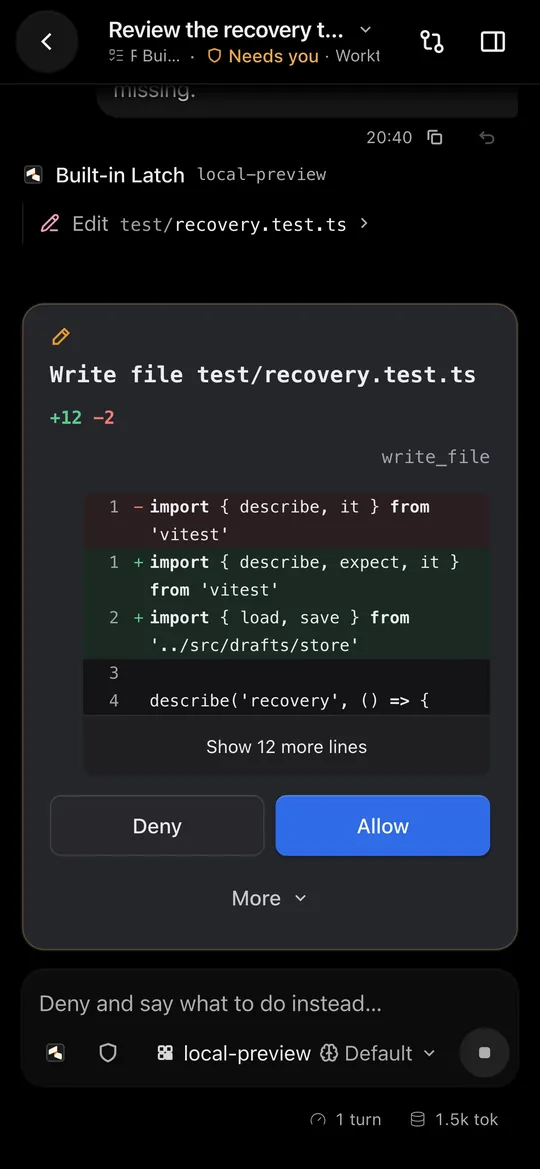 Review the recovery t...
Bui... · Needs you · Workt
missing.
20:40
Built-in Latch local-preview
Edit test/recovery.test.ts
Write file test/recovery.test.ts
+12 −2
write_file
1 − import { describe, it } from
'vitest'
1 + import { describe, expect, it }
from 'vitest'
2 + import { load, save } from
'../src/drafts/store'
3
4 describe('recovery', () => {
Show 12 more lines
Deny
Allow
More
Deny and say what to do instead...
local-preview Default
1 turn 1.5k tok